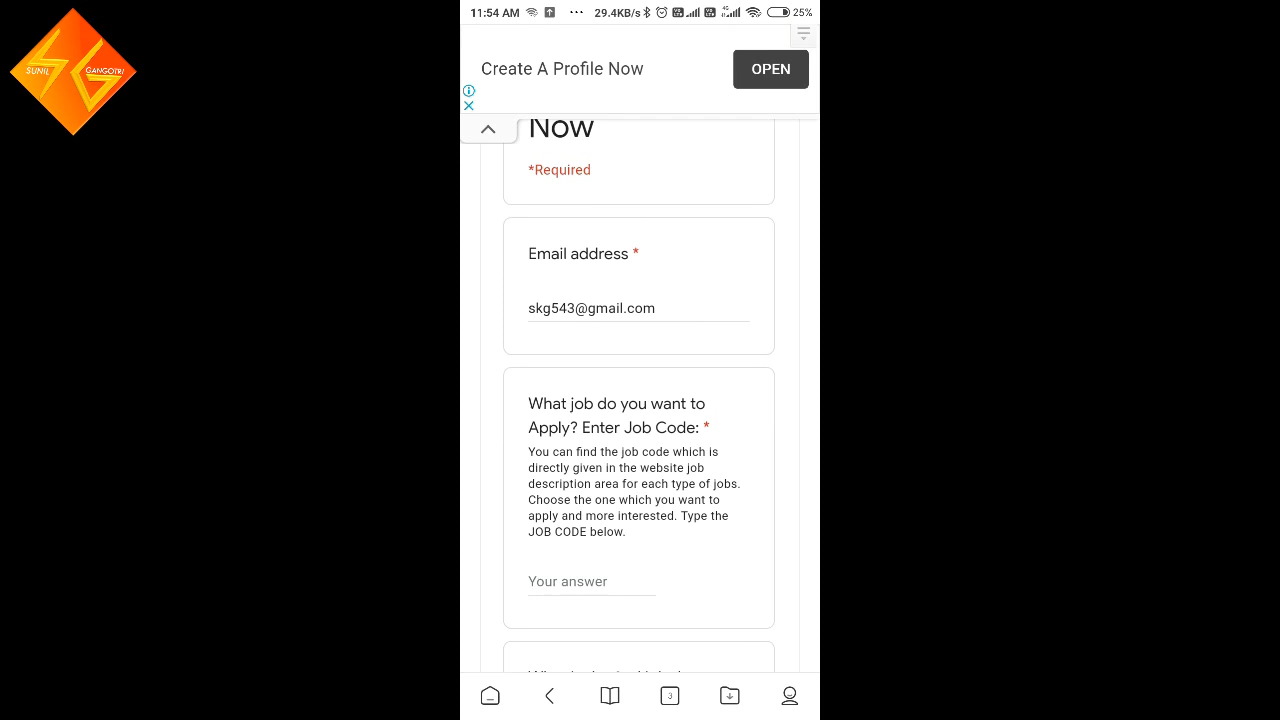 SUNIL
GANGOTRI
11:54 AM ... 29.4KB/s 4G 25%
Create A Profile Now
OPEN
Now
*Required
Email address *
skg543@gmail.com
What job do you want to
Apply? Enter Job Code: *
You can find the job code which is
directly given in the website job
description area for each type of jobs.
Choose the one which you want to
apply and more interested. Type the
JOB CODE below.
Your answer
3